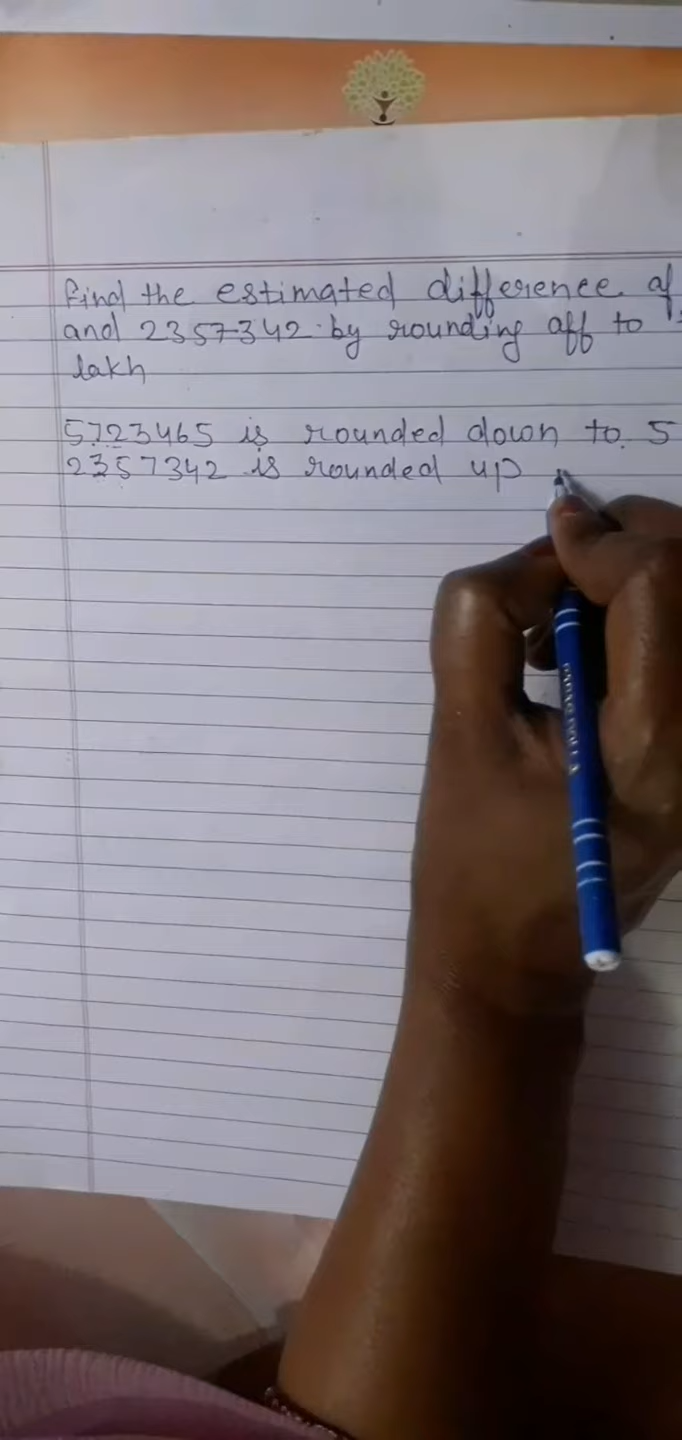 Find the estimated difference of
and 2357342 by rounding off to
lakh
5723465 is rounded down to 5
2357342 is rounded up